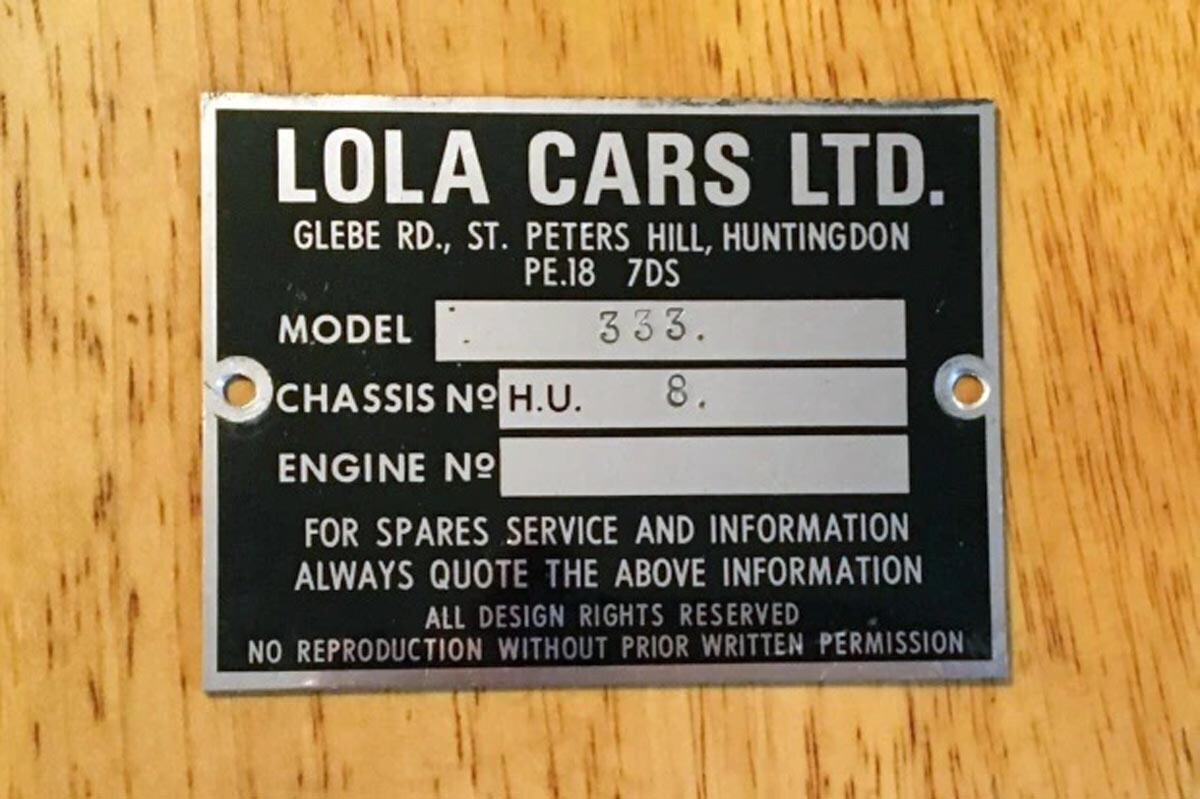 LOLA CARS LTD.
GLEBE RD., ST. PETERS HILL, HUNTINGDON
PE.18 7DS
MODEL 333.
CHASSIS Nº H.U. 8.
ENGINE Nº
FOR SPARES SERVICE AND INFORMATION
ALWAYS QUOTE THE ABOVE INFORMATION
ALL DESIGN RIGHTS RESERVED
NO REPRODUCTION WITHOUT PRIOR WRITTEN PERMISSION